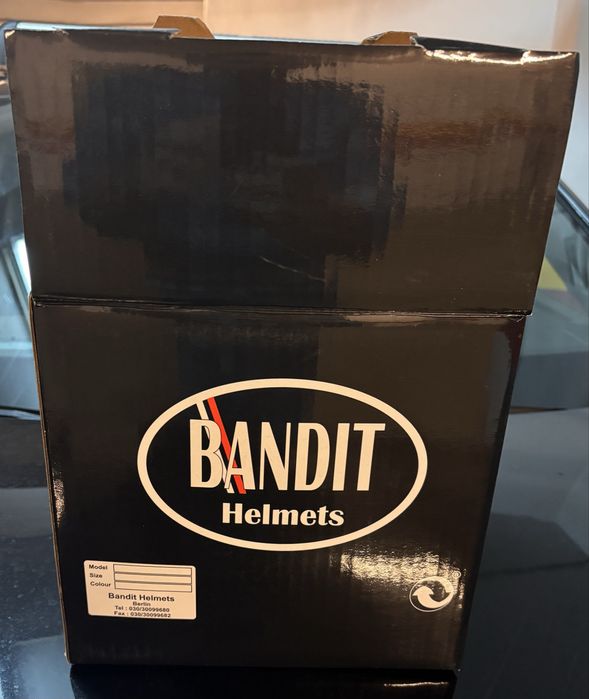 BANDIT
Helmets
Model
Size
Colour
Bandit Helmets
Berlin
Tel : 030/30099680
Fax : 030/30099682